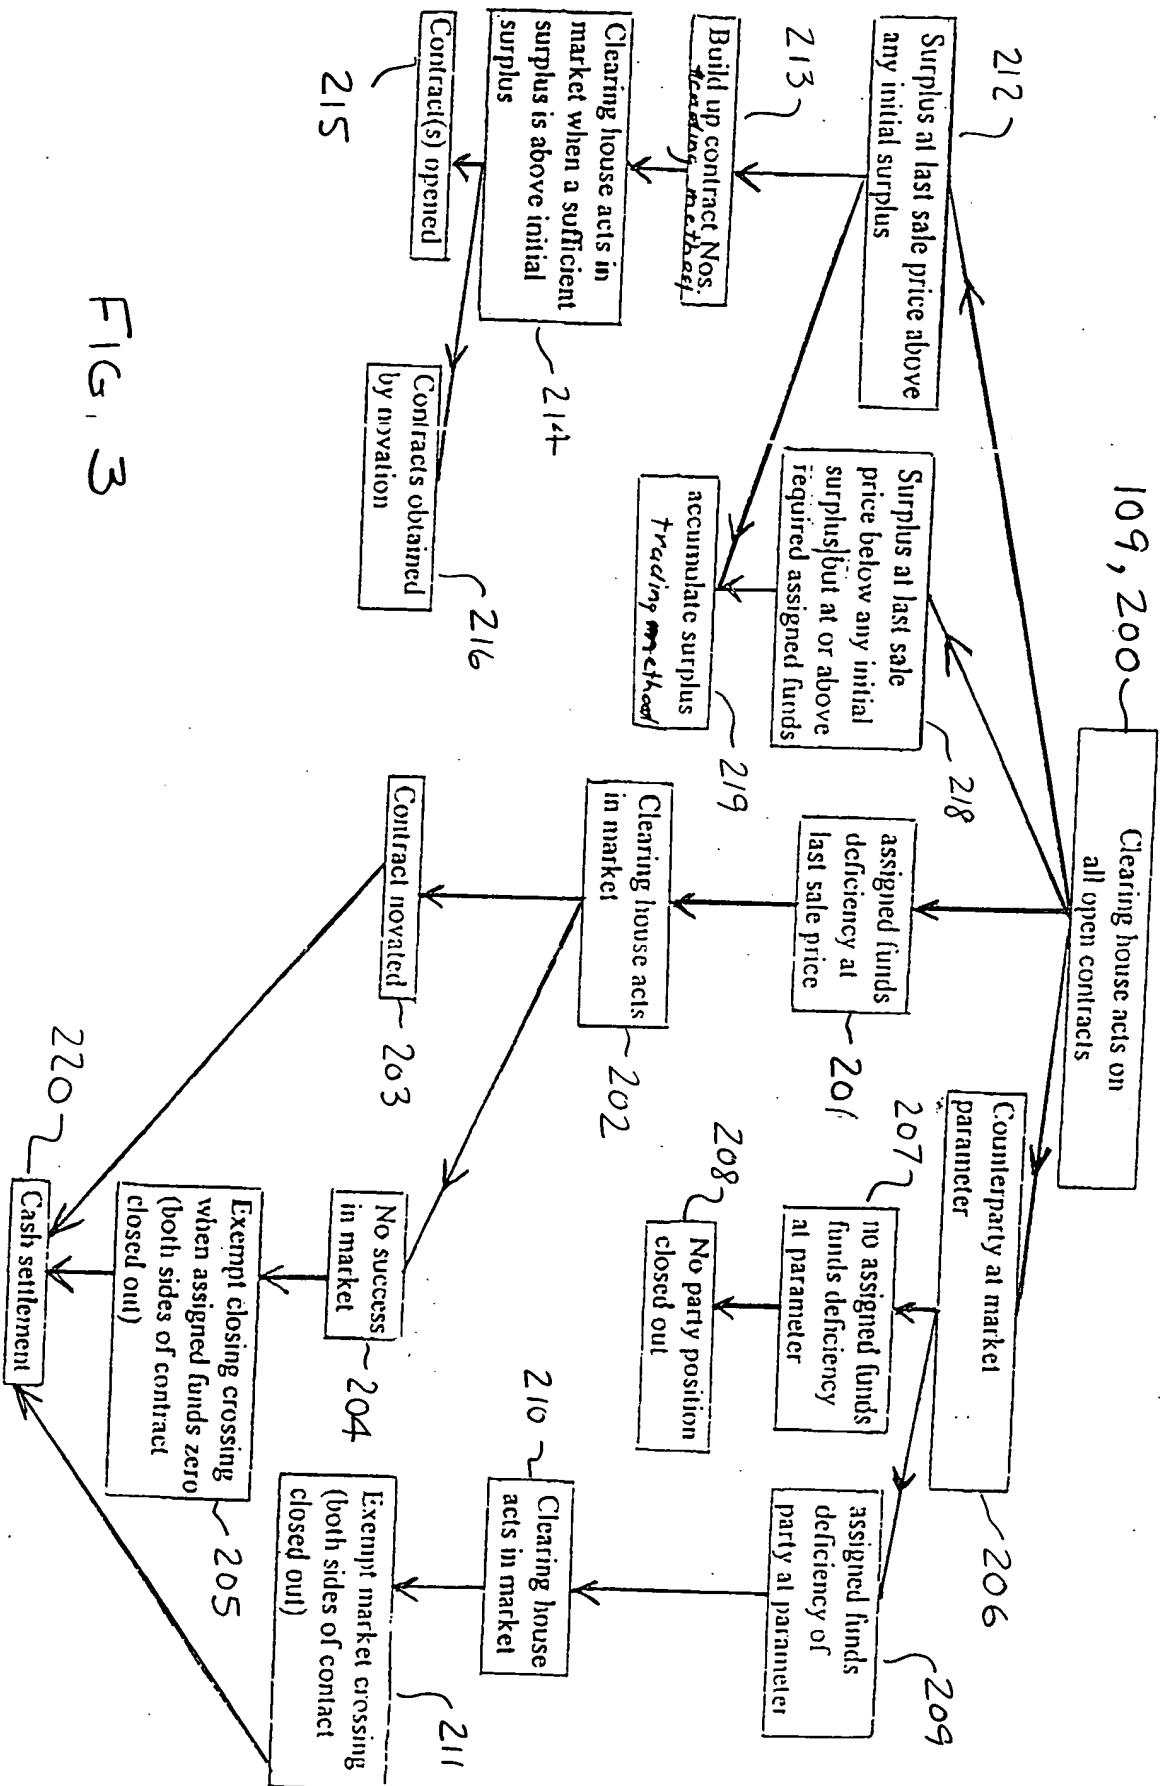 109, 200
Clearing house acts on
all open contracts
212
Surplus at last sale price above
any initial surplus
213
Build up contract Nos.
trading method
Clearing house acts in
market when a sufficient
surplus is above initial
surplus
214
Contract(s) opened
215
Contracts obtained
by novation
216
Surplus at last sale
price below any initial
surplus but at or above
required assigned funds
218
accumulate surplus
trading method
219
assigned funds
deficiency at
last sale price
201
Clearing house acts
in market
202
Contract novated
203
No success
in market
204
Exempt closing crossing
when assigned funds zero
(both sides of contract
closed out)
205
Cash settlement
220
Counterparty at market
parameter
206
207
no assigned funds
funds deficiency
at parameter
208
No party position
closed out
assigned funds
deficiency of
party at parameter
209
210
Clearing house
acts in market
Exempt market crossing
(both sides of contact
closed out)
211
FIG. 3